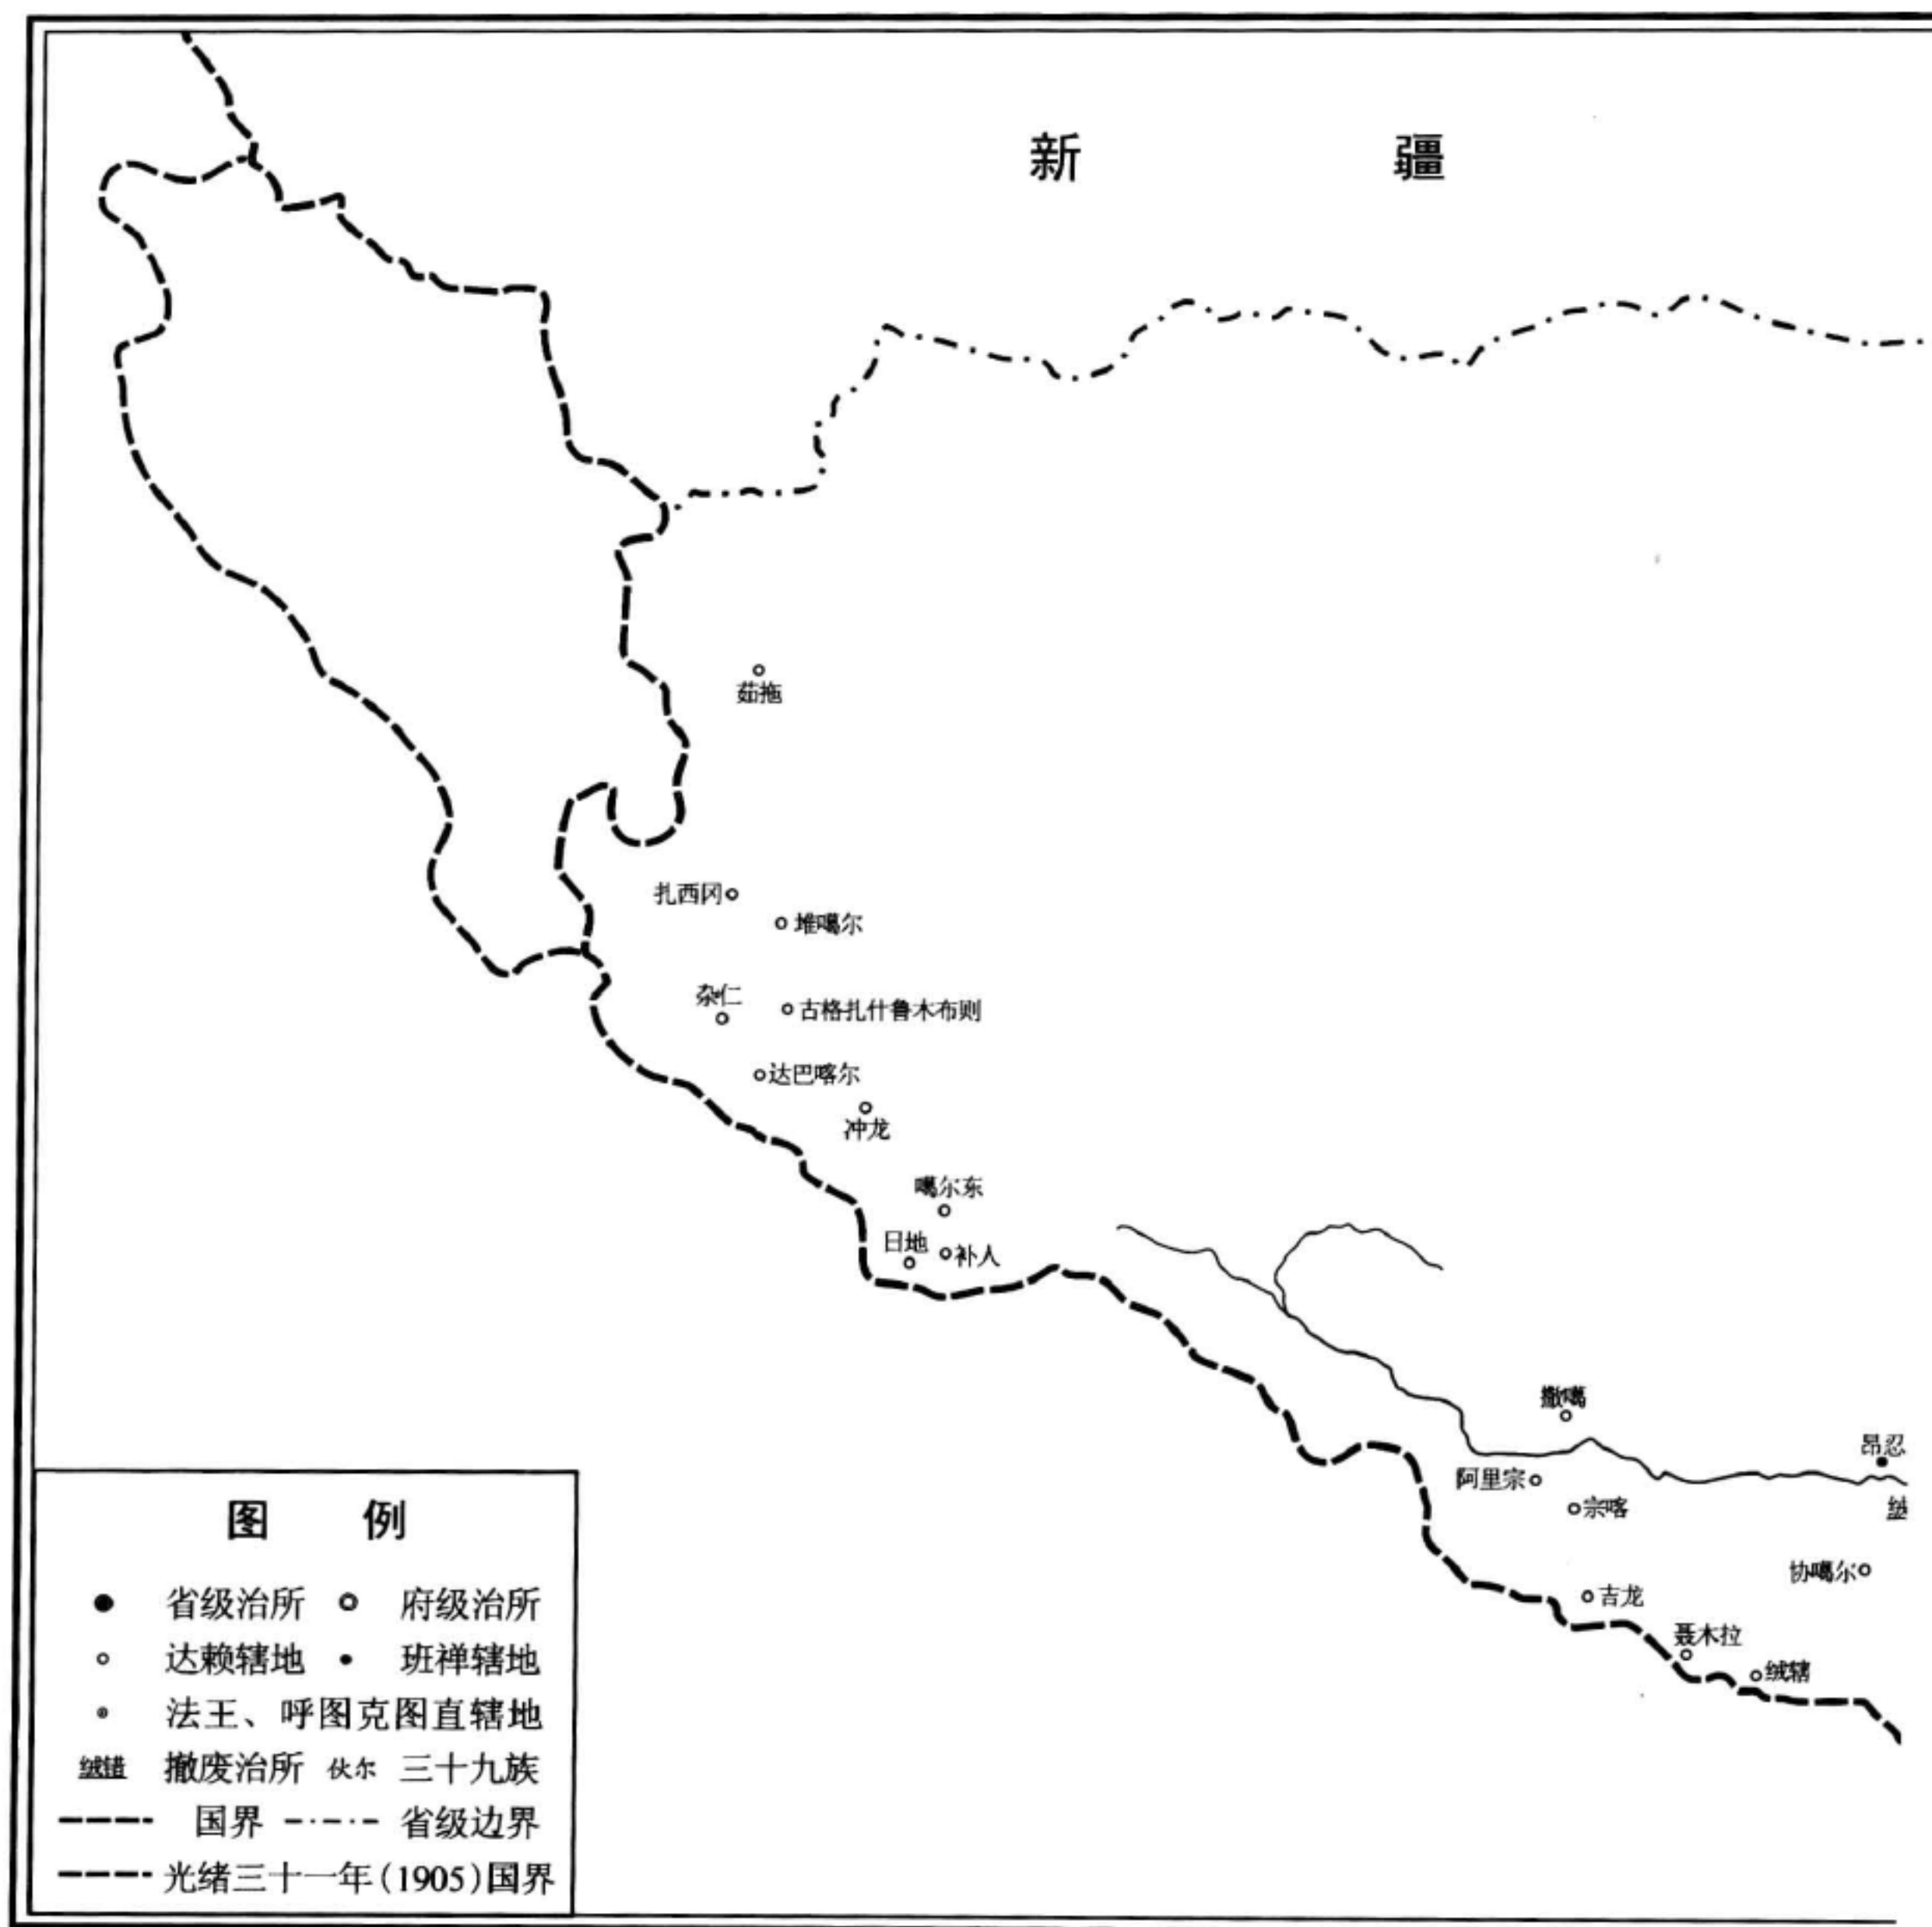 新 疆
茹拖
扎西冈
堆噶尔
杂仁
古格扎什鲁木布则
达巴喀尔
冲龙
噶尔东
日地
补人
撒噶
昂忍
阿里宗
宗喀
协噶尔
吉龙
聂木拉
绒辖
图 例
省级治所 府级治所
达赖辖地 班禅辖地
法王、呼图克图直辖地
绒错 撤废治所 伙尔 三十九族
国界 省级边界
光绪三十一年(1905)国界